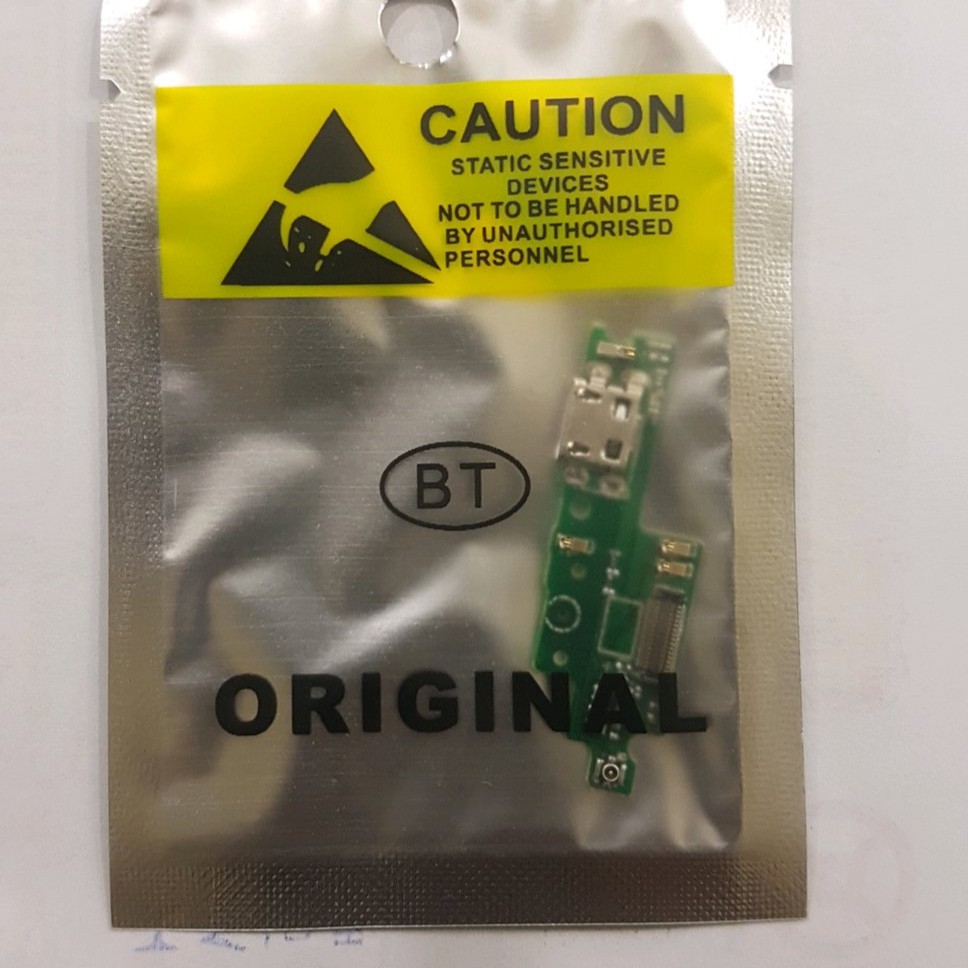 CAUTION
STATIC SENSITIVE
DEVICES
NOT TO BE HANDLED
BY UNAUTHORISED
PERSONNEL
BT
ORIGINAL